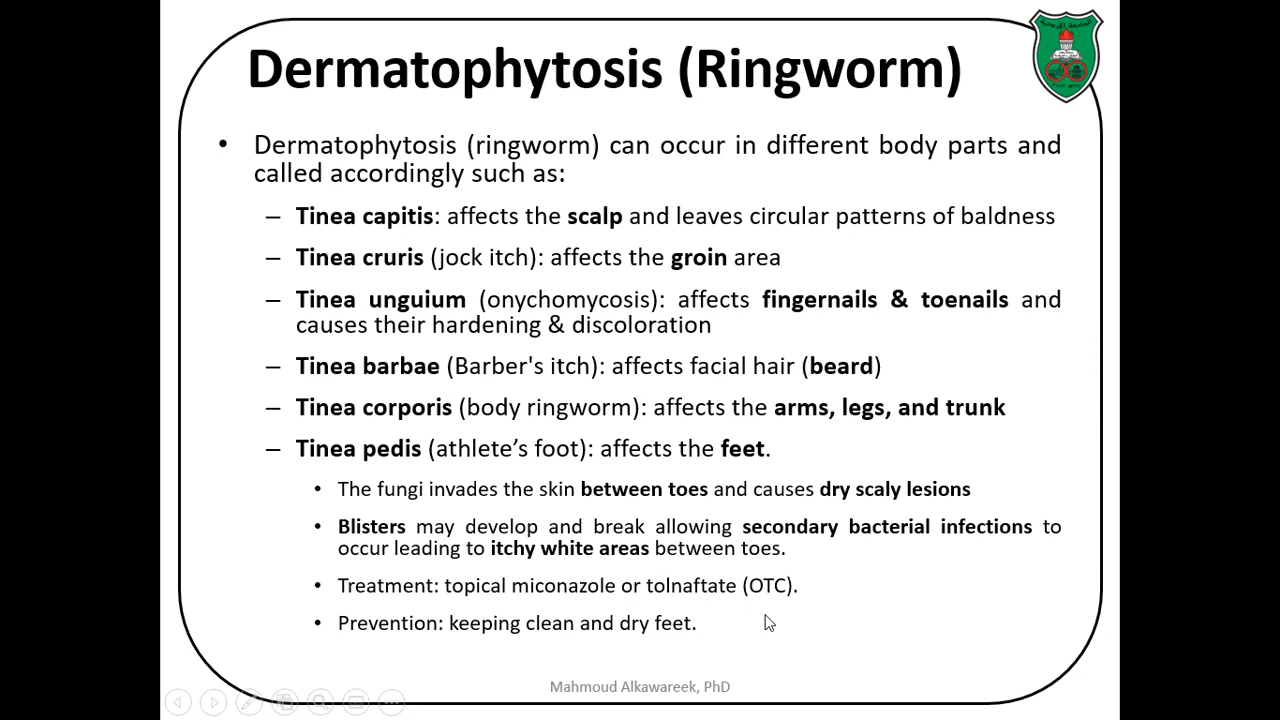 Dermatophytosis (Ringworm)
• Dermatophytosis (ringworm) can occur in different body parts and
called accordingly such as:
– Tinea capitis: affects the scalp and leaves circular patterns of baldness
– Tinea cruris (jock itch): affects the groin area
– Tinea unguium (onychomycosis): affects fingernails & toenails and
causes their hardening & discoloration
– Tinea barbae (Barber's itch): affects facial hair (beard)
– Tinea corporis (body ringworm): affects the arms, legs, and trunk
– Tinea pedis (athlete’s foot): affects the feet.
• The fungi invades the skin between toes and causes dry scaly lesions
• Blisters may develop and break allowing secondary bacterial infections to
occur leading to itchy white areas between toes.
• Treatment: topical miconazole or tolnaftate (OTC).
• Prevention: keeping clean and dry feet.
Mahmoud Alkawareek, PhD